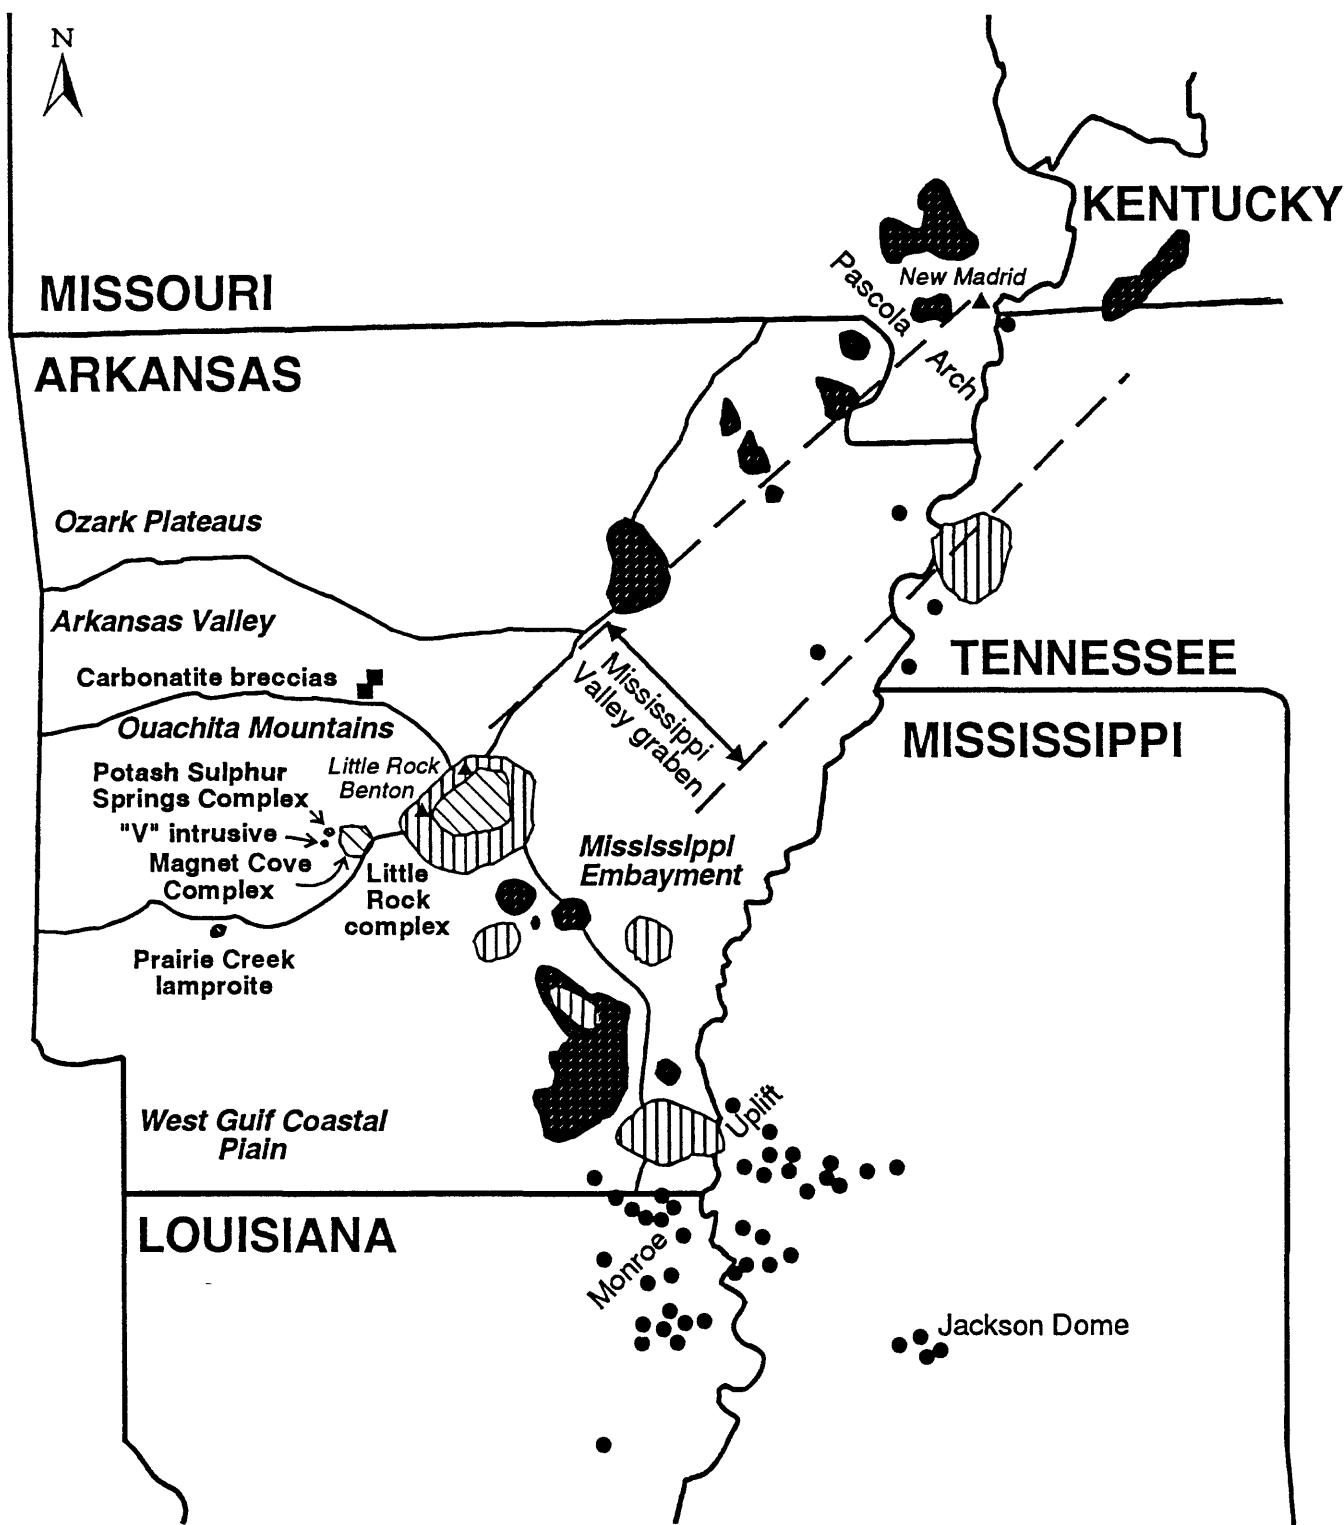 N
KENTUCKY
MISSOURI
New Madrid
Pascola
Arch
ARKANSAS
Ozark Plateaus
Arkansas Valley
Carbonatite breccias
Ouachita Mountains
Mississippi
Valley graben
TENNESSEE
MISSISSIPPI
Potash Sulphur
Springs Complex
Little Rock
Benton
"V" intrusive
Magnet Cove
Complex
Little
Rock
complex
Mississippi
Embayment
Prairie Creek
lamproite
West Gulf Coastal
Plain
Uplift
LOUISIANA
Monroe
Jackson Dome